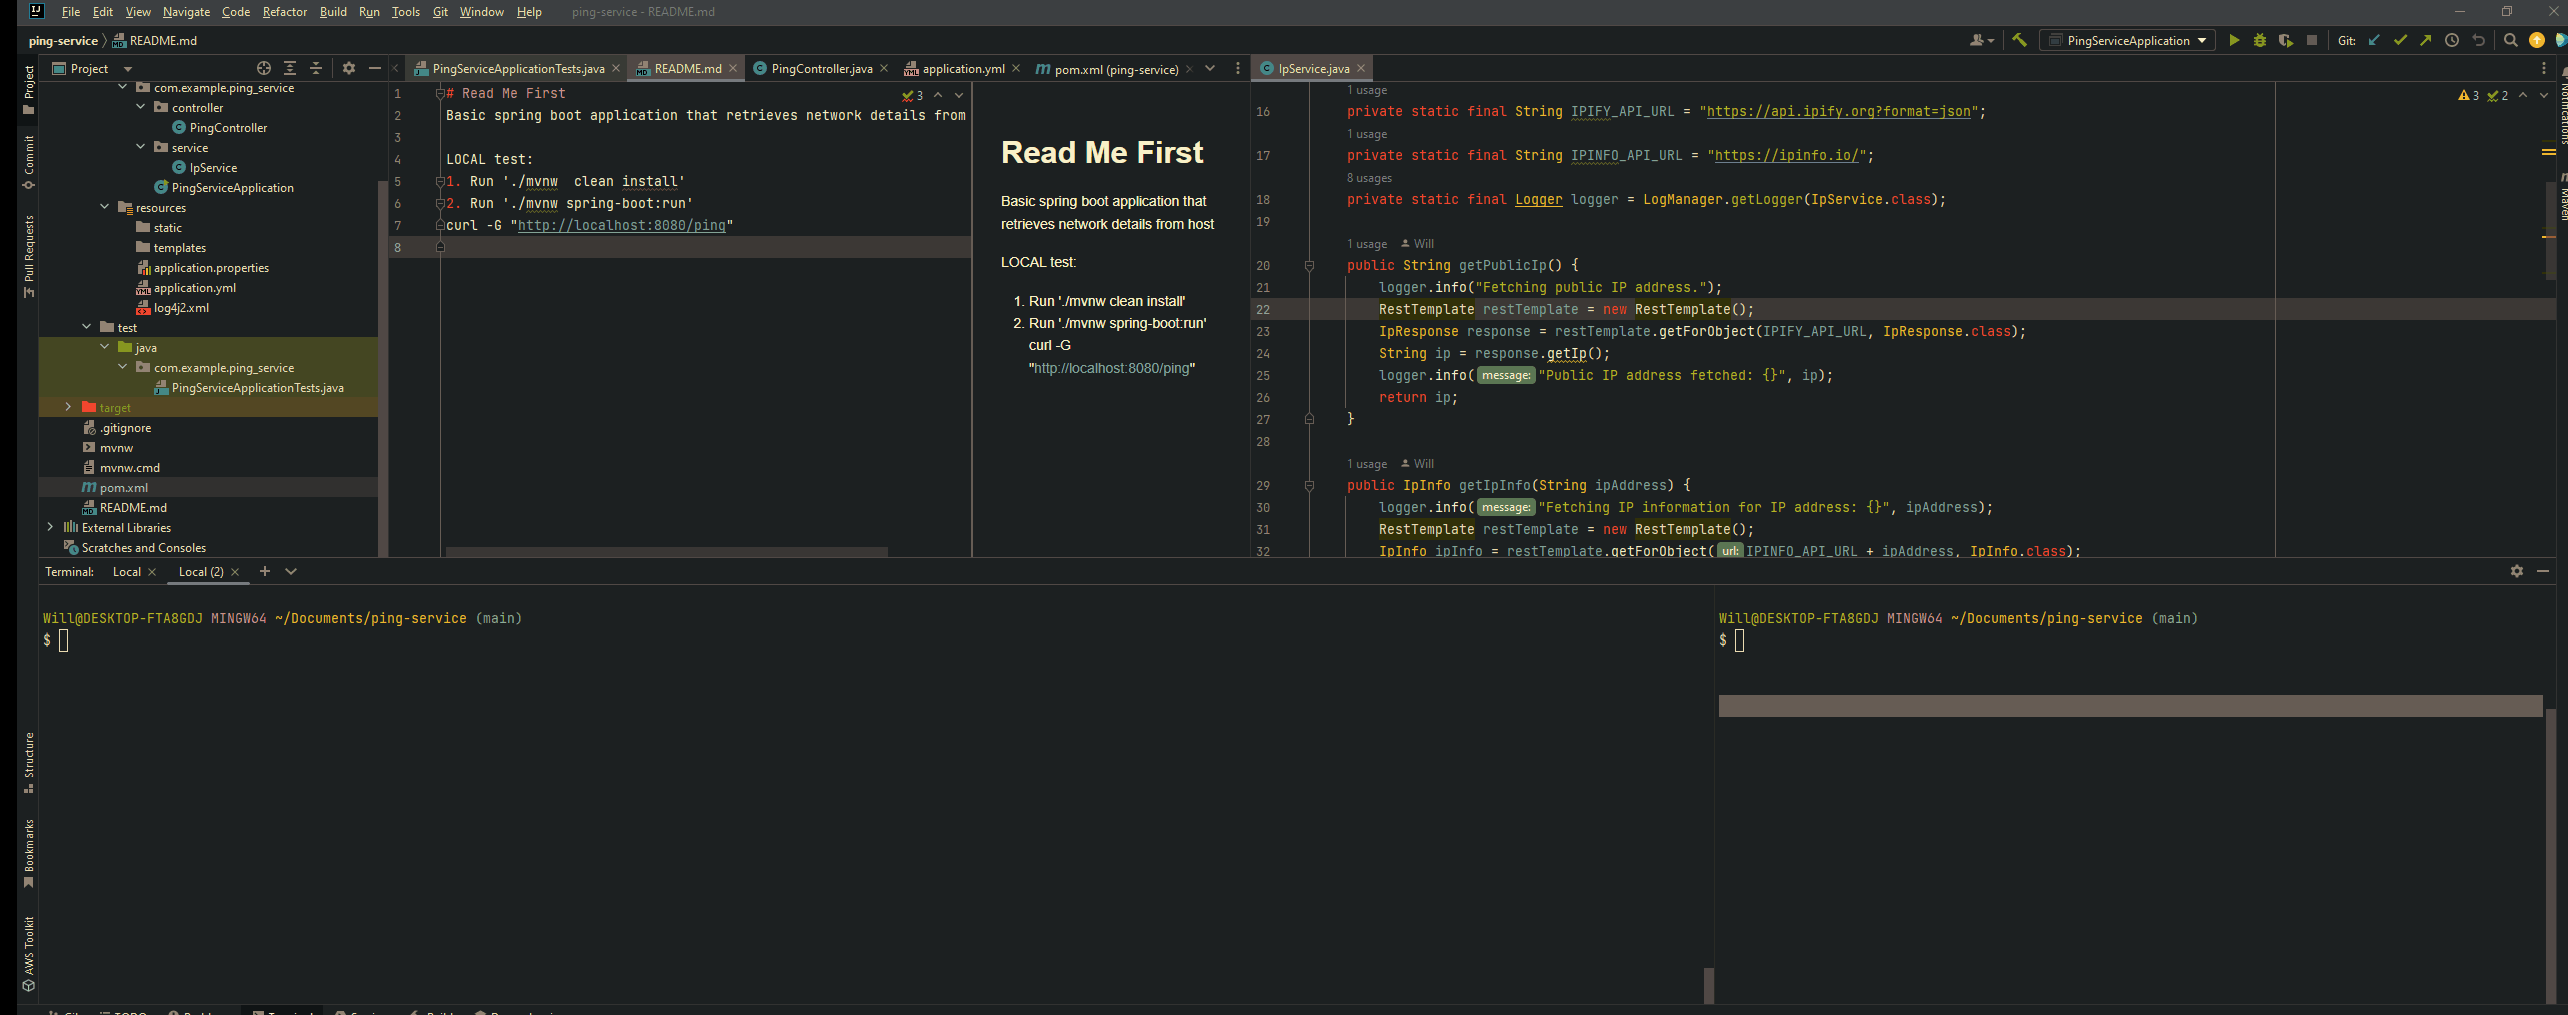 File Edit View Navigate Code Refactor Build Run Tools Git Window Help ping-service - README.md
ping-service README.md PingServiceApplication Git:
Project
PingServiceApplicationTests.java README.md PingController.java application.yml pom.xml (ping-service) IpService.java
com.example.ping_service
controller
PingController
service
IpService
PingServiceApplication
resources
static
templates
application.properties
application.yml
log4j2.xml
test
java
com.example.ping_service
PingServiceApplicationTests.java
target
.gitignore
mvnw
mvnw.cmd
pom.xml
README.md
External Libraries
Scratches and Consoles
3
1 # Read Me First
2 Basic spring boot application that retrieves network details from
3
4 LOCAL test:
5 1. Run './mvnw  clean install'
6 2. Run './mvnw spring-boot:run'
7 curl -G "http://localhost:8080/ping"
8
Read Me First
Basic spring boot application that
retrieves network details from host
LOCAL test:
1. Run './mvnw clean install'
2. Run './mvnw spring-boot:run'
curl -G
"http://localhost:8080/ping"
3 2
1 usage
16 private static final String IPIFY_API_URL = "https://api.ipify.org?format=json";
1 usage
17 private static final String IPINFO_API_URL = "https://ipinfo.io/";
8 usages
18 private static final Logger logger = LogManager.getLogger(IpService.class);
19
1 usage Will
20 public String getPublicIp() {
21 logger.info("Fetching public IP address.");
22 RestTemplate restTemplate = new RestTemplate();
23 IpResponse response = restTemplate.getForObject(IPIFY_API_URL, IpResponse.class);
24 String ip = response.getIp();
25 logger.info( message: "Public IP address fetched: {}", ip);
26 return ip;
27 }
28
1 usage Will
29 public IpInfo getIpInfo(String ipAddress) {
30 logger.info( message: "Fetching IP information for IP address: {}", ipAddress);
31 RestTemplate restTemplate = new RestTemplate();
32 IpInfo ipInfo = restTemplate.getForObject( url: IPINFO_API_URL + ipAddress, IpInfo.class);
Terminal: Local Local (2)
Will@DESKTOP-FTA8GDJ MINGW64 ~/Documents/ping-service (main)
$
Will@DESKTOP-FTA8GDJ MINGW64 ~/Documents/ping-service (main)
$
Project
Commit
Pull Requests
Structure
Bookmarks
AWS Toolkit
Notifications
Maven